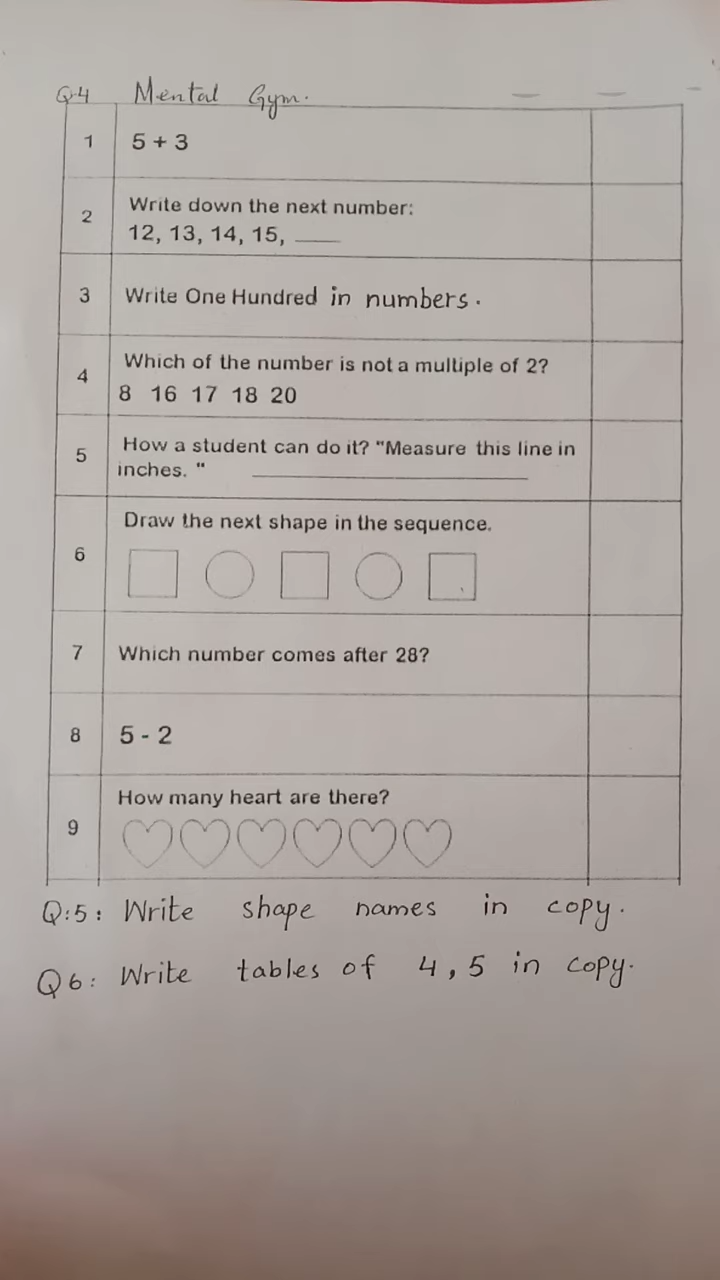 Q.4 Mental Gym.
1 5 + 3
2 Write down the next number:
12, 13, 14, 15, ___
3 Write One Hundred in numbers.
4 Which of the number is not a multiple of 2?
8 16 17 18 20
5 How a student can do it? "Measure this line in
inches. "
6 Draw the next shape in the sequence.
7 Which number comes after 28?
8 5 - 2
9 How many heart are there?
Q:5: Write shape names in copy.
Q6: Write tables of 4, 5 in copy.